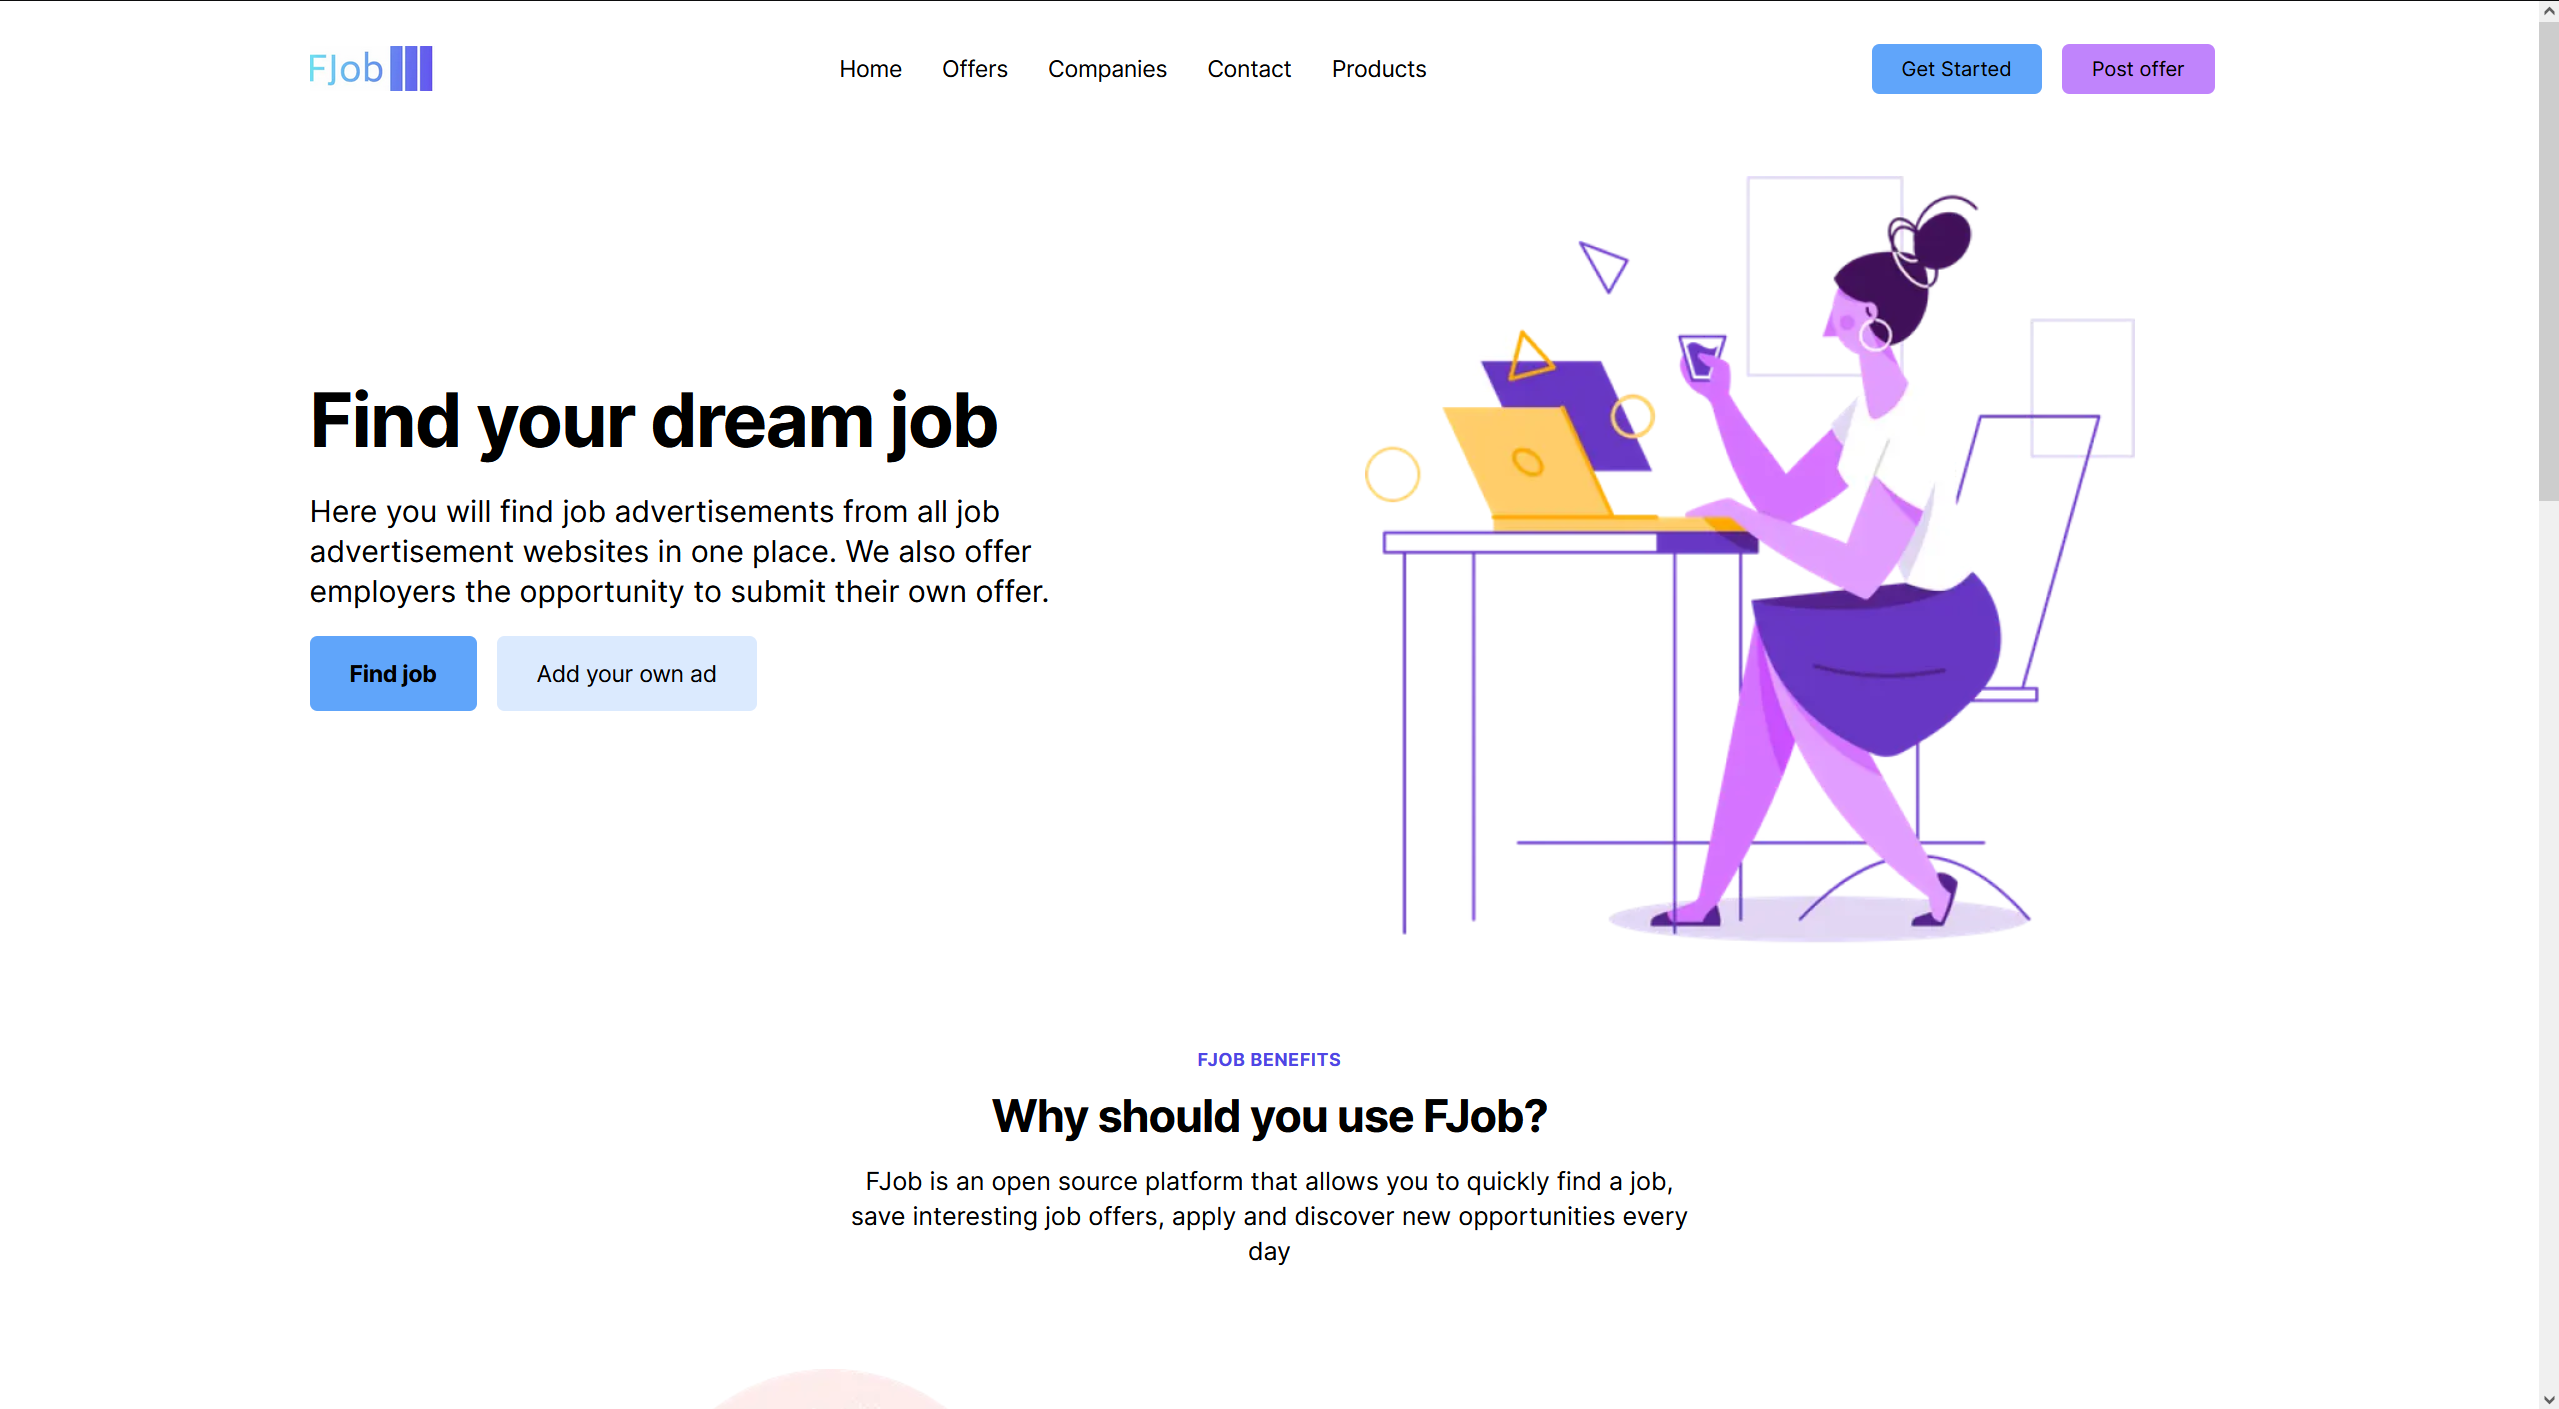 FJob
Home
Offers
Companies
Contact
Products
Get Started
Post offer
Find your dream job
Here you will find job advertisements from all job
advertisement websites in one place. We also offer
employers the opportunity to submit their own offer.
Find job
Add your own ad
FJOB BENEFITS
Why should you use FJob?
FJob is an open source platform that allows you to quickly find a job,
save interesting job offers, apply and discover new opportunities every
day